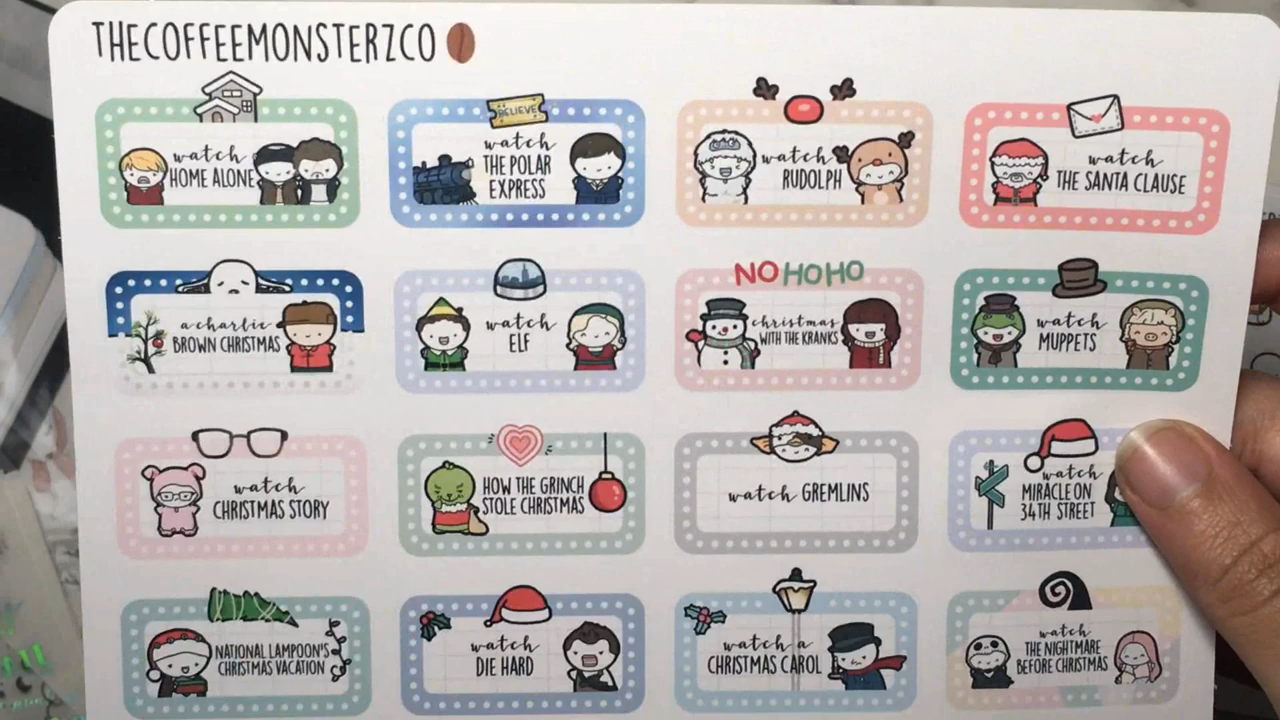 THECOFFEEMONSTERZCO
watch
HOME ALONE
BELIEVE
watch
THE POLAR
EXPRESS
watch
RUDOLPH
watch
THE SANTA CLAUSE
a charlie
BROWN CHRISTMAS
watch
ELF
NO HOHO
christmas
WITH THE KRANKS
watch
MUPPETS
watch
CHRISTMAS STORY
HOW THE GRINCH
STOLE CHRISTMAS
watch GREMLINS
watch
MIRACLE ON
34TH STREET
NATIONAL LAMPOON'S
CHRISTMAS VACATION
watch
DIE HARD
watch a
CHRISTMAS CAROL
watch
THE NIGHTMARE
BEFORE CHRISTMAS